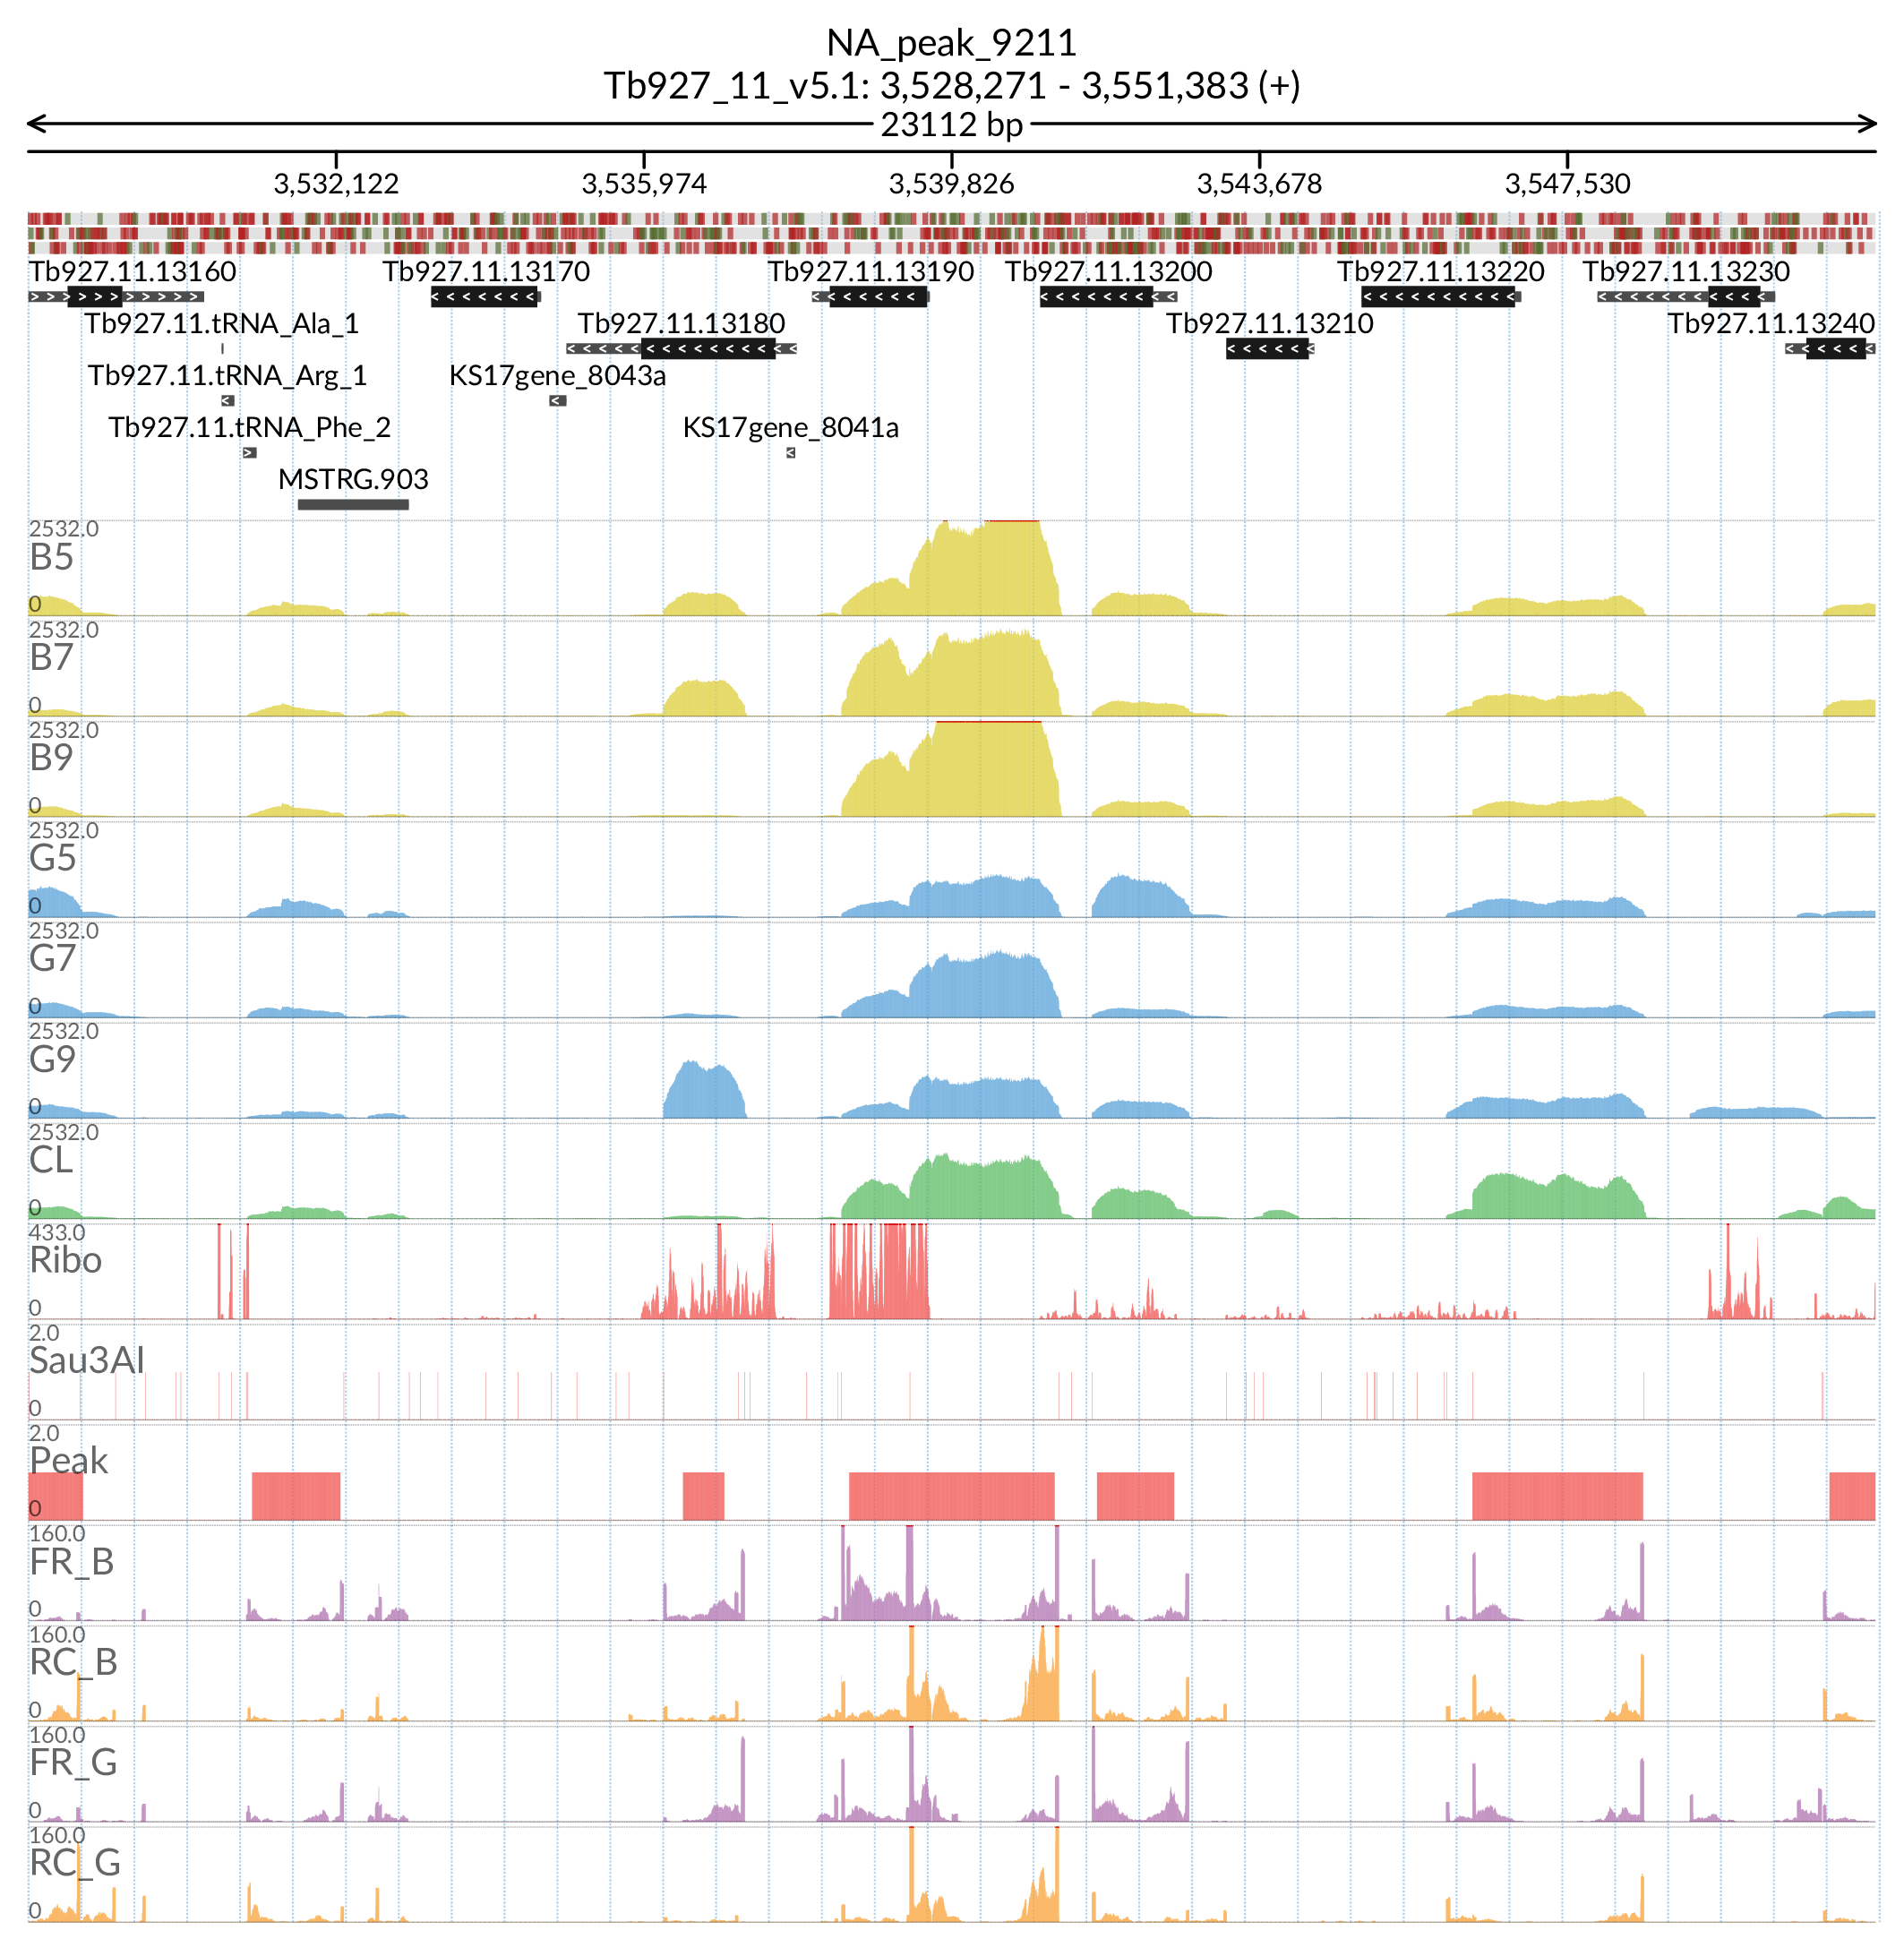 NA_peak_9211
Tb927_11_v5.1: 3,528,271 - 3,551,383 (+)
23112 bp
3,532,122 3,535,974 3,539,826 3,543,678 3,547,530
Tb927.11.13160 Tb927.11.13170 Tb927.11.13190 Tb927.11.13200 Tb927.11.13220 Tb927.11.13230
Tb927.11.tRNA_Ala_1 Tb927.11.13180 Tb927.11.13210 Tb927.11.13240
Tb927.11.tRNA_Arg_1 KS17gene_8043a
Tb927.11.tRNA_Phe_2 KS17gene_8041a
MSTRG.903
2532.0
B5
0
2532.0
B7
0
2532.0
B9
0
2532.0
G5
0
2532.0
G7
0
2532.0
G9
0
2532.0
CL
0
433.0
Ribo
0
2.0
Sau3AI
0
2.0
Peak
0
160.0
FR_B
0
160.0
RC_B
0
160.0
FR_G
0
160.0
RC_G
0